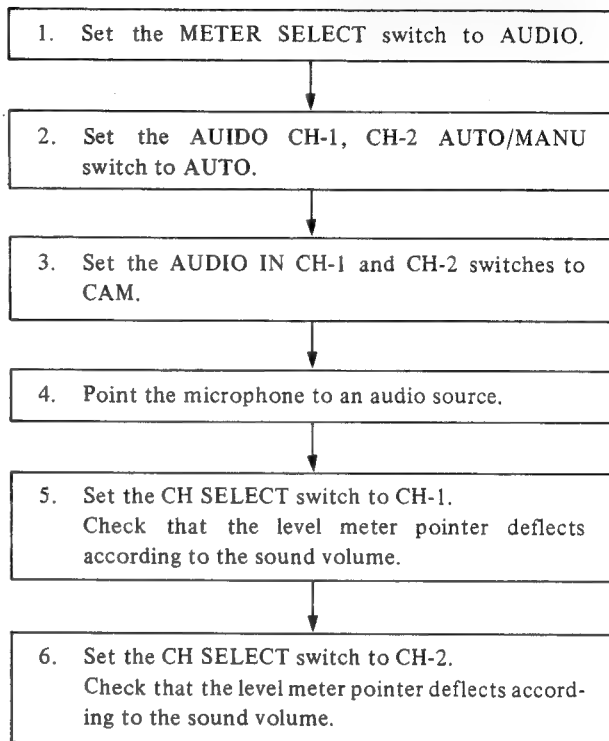 1. Set the METER SELECT switch to AUDIO.
2. Set the AUIDO CH-1, CH-2 AUTO/MANU
switch to AUTO.
3. Set the AUDIO IN CH-1 and CH-2 switches to
CAM.
4. Point the microphone to an audio source.
5. Set the CH SELECT switch to CH-1.
Check that the level meter pointer deflects
according to the sound volume.
6. Set the CH SELECT switch to CH-2.
Check that the level meter pointer deflects accord-
ing to the sound volume.